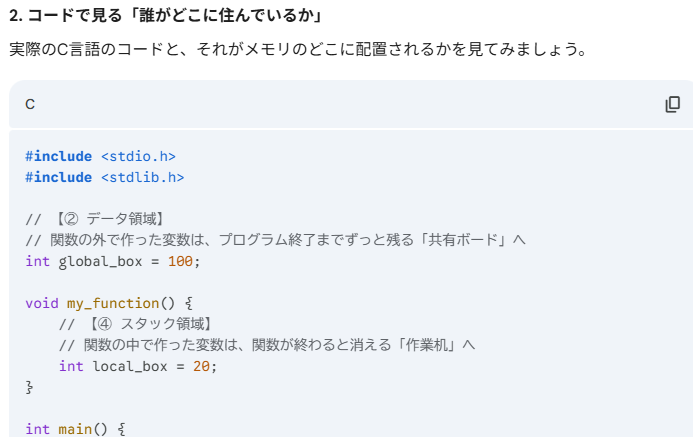 2. コードで見る「誰がどこに住んでいるか」
実際のC言語のコードと、それがメモリのどこに配置されるかを見てみましょう。
C
#include <stdio.h>
#include <stdlib.h>
// 【② データ領域】
// 関数の外で作った変数は、プログラム終了までずっと残る「共有ボード」へ
int global_box = 100;
void my_function() {
    // 【④ スタック領域】
    // 関数の中で作った変数は、関数が終わると消える「作業机」へ
    int local_box = 20;
}
int main() {